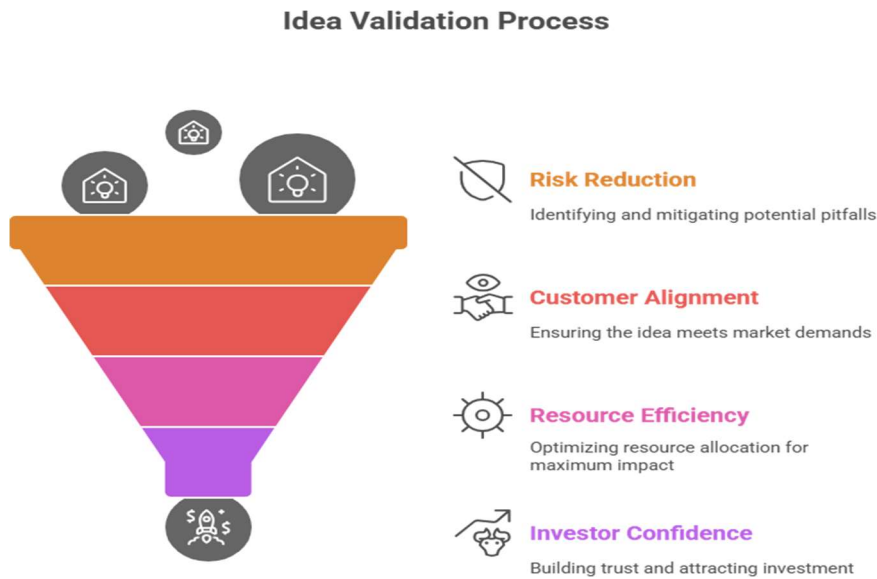 Idea Validation Process
Risk Reduction
Identifying and mitigating potential pitfalls
Customer Alignment
Ensuring the idea meets market demands
Resource Efficiency
Optimizing resource allocation for
maximum impact
Investor Confidence
Building trust and attracting investment
$
$